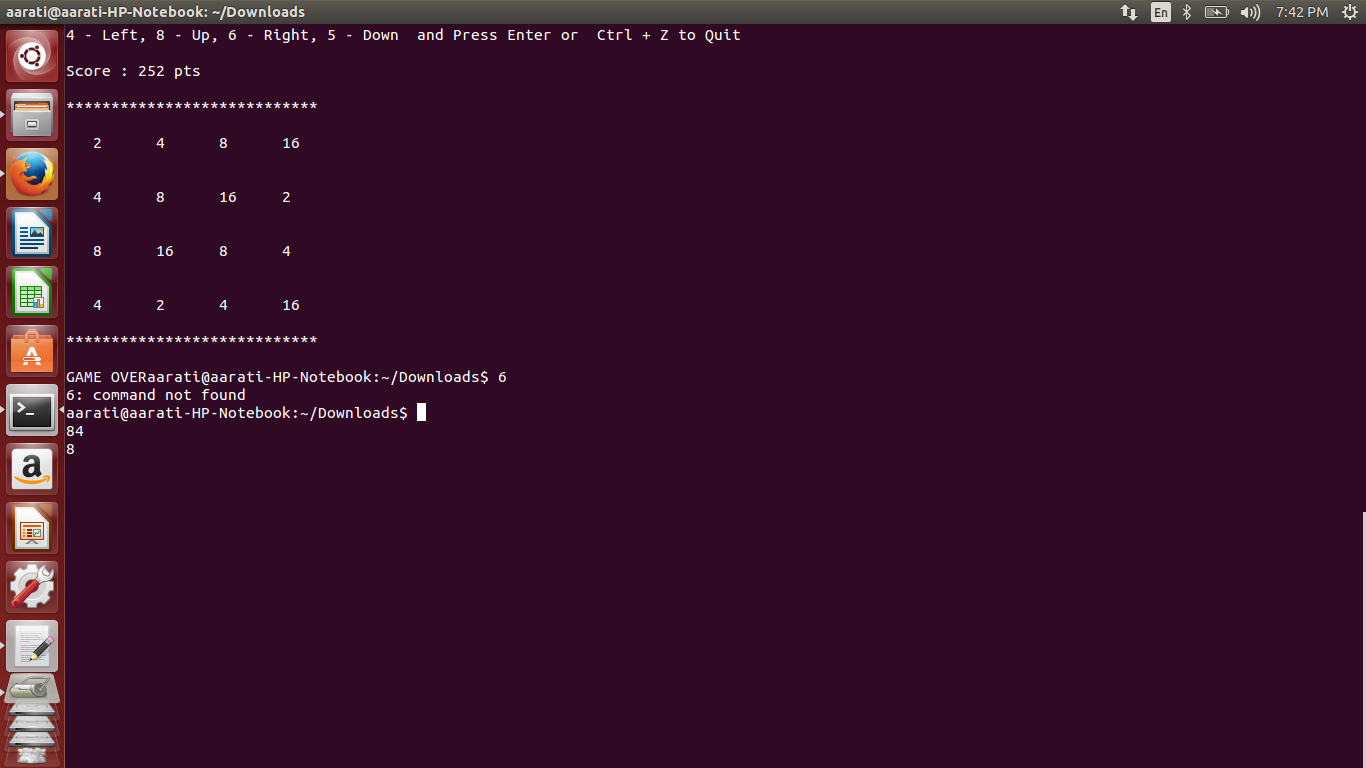 aarati@aarati-HP-Notebook: ~/Downloads
En
7:42 PM
4 - Left, 8 - Up, 6 - Right, 5 - Down  and Press Enter or  Ctrl + Z to Quit
Score : 252 pts
****************************
2 4 8 16
4 8 16 2
8 16 8 4
4 2 4 16
****************************
GAME OVERaarati@aarati-HP-Notebook:~/Downloads$ 6
6: command not found
aarati@aarati-HP-Notebook:~/Downloads$
84
8